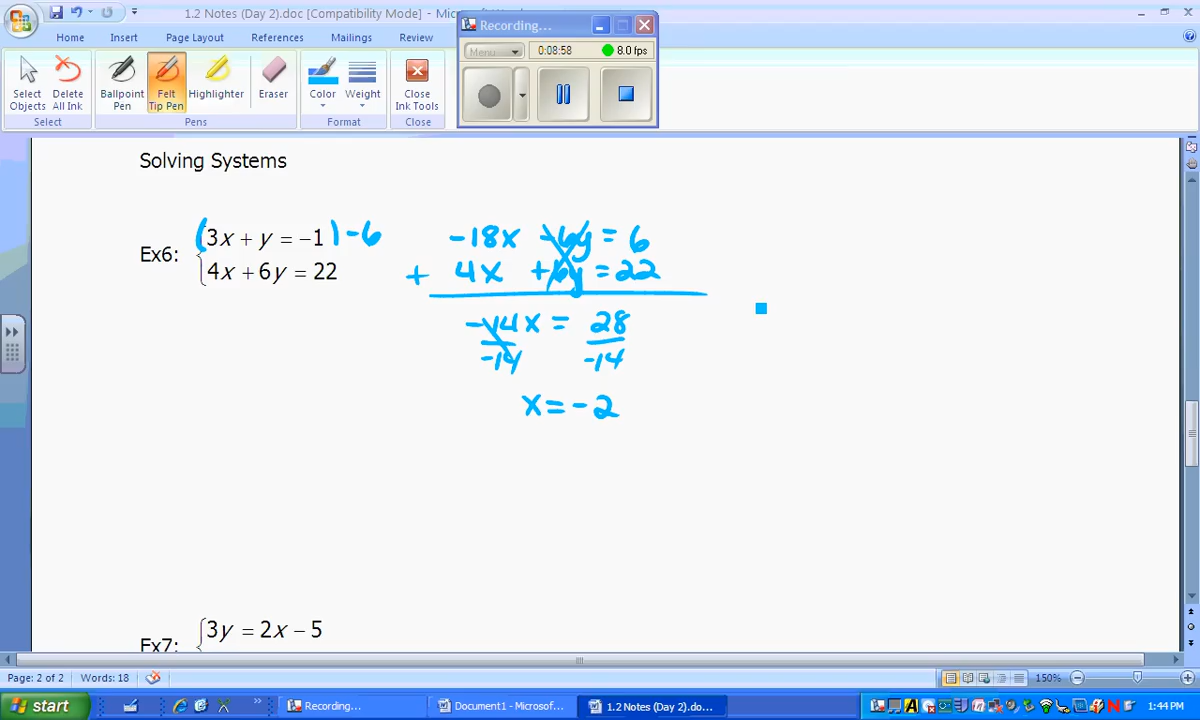 1.2 Notes (Day 2).doc [Compatibility Mode] - Mic
Recording...
Home Insert Page Layout References Mailings Review
Menu 0:08:58 8.0 fps
Select Objects Delete All Ink Ballpoint Pen Felt Tip Pen Highlighter Eraser Color Weight Close Ink Tools
Select Pens Format Close
Solving Systems
Ex6: (3x + y = −1) -6
4x + 6y = 22
-18x -6y = 6
+ 4x +6y = 22
-14x = 28
-14 -14
x = -2
Ex7: 3y = 2x − 5
Page: 2 of 2 Words: 18 150%
start Recording... Document1 - Microsof... 1.2 Notes (Day 2).do... 1:44 PM